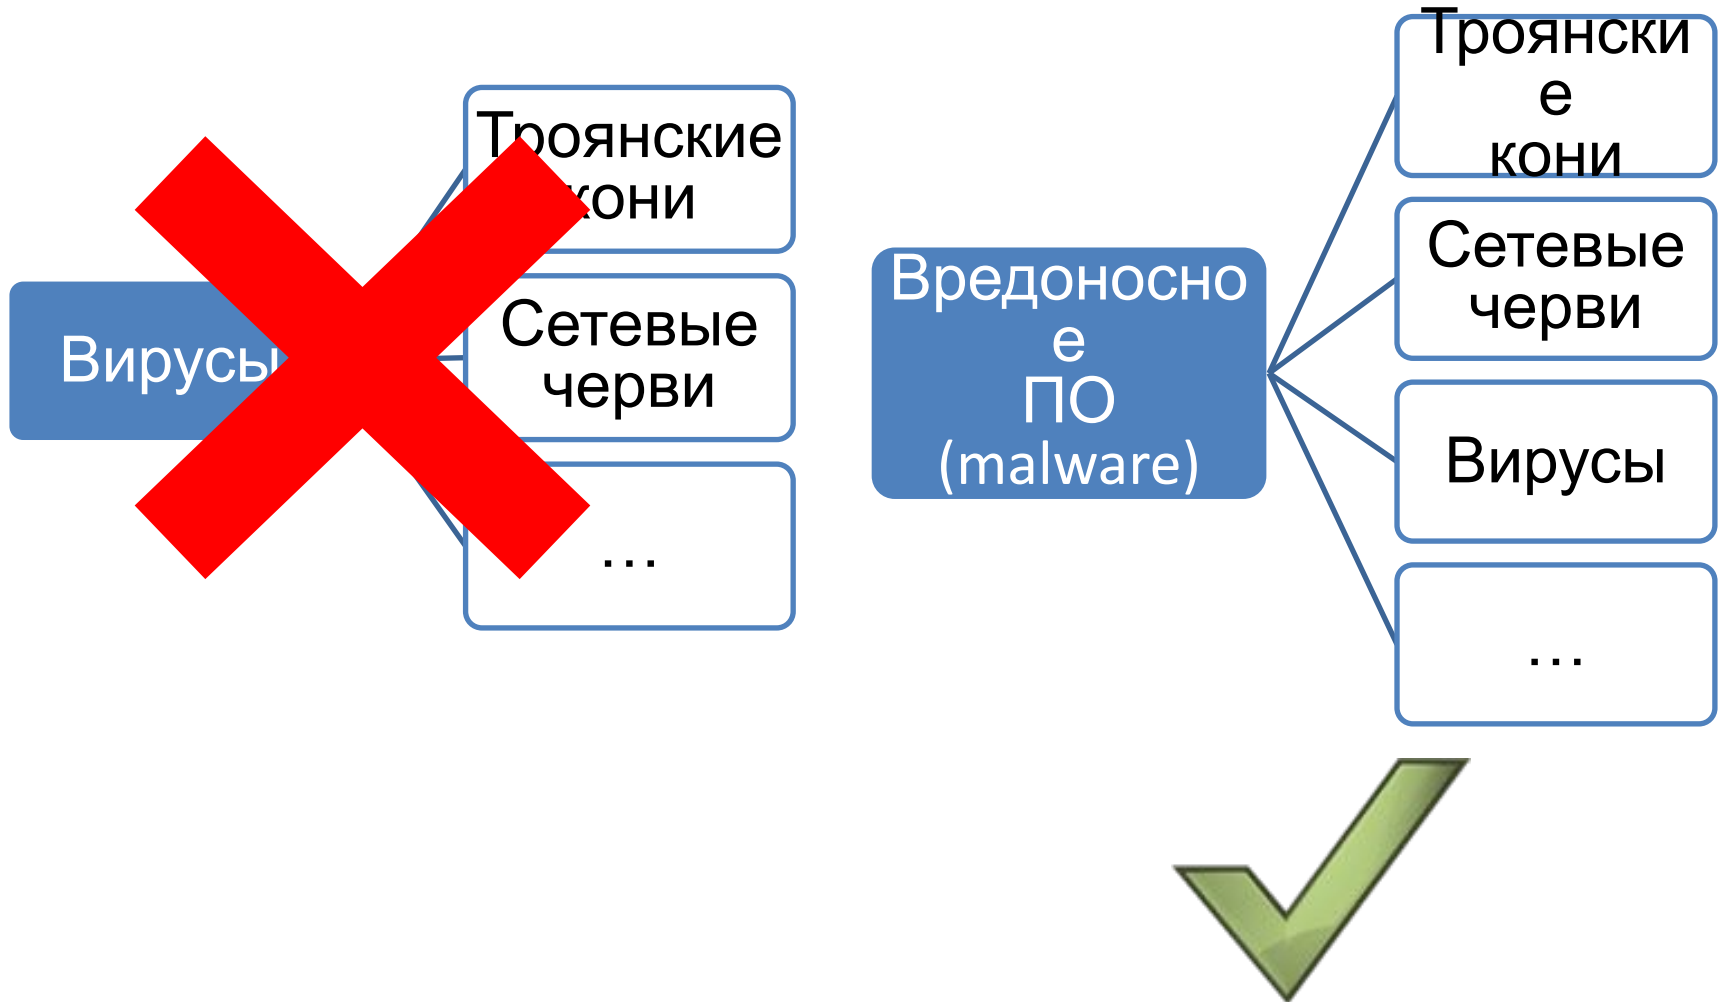 Вирусы
Троянские
кони
Сетевые
черви
…
Вредоносно
е
ПО
(malware)
Троянски
е
кони
Сетевые
черви
Вирусы
…